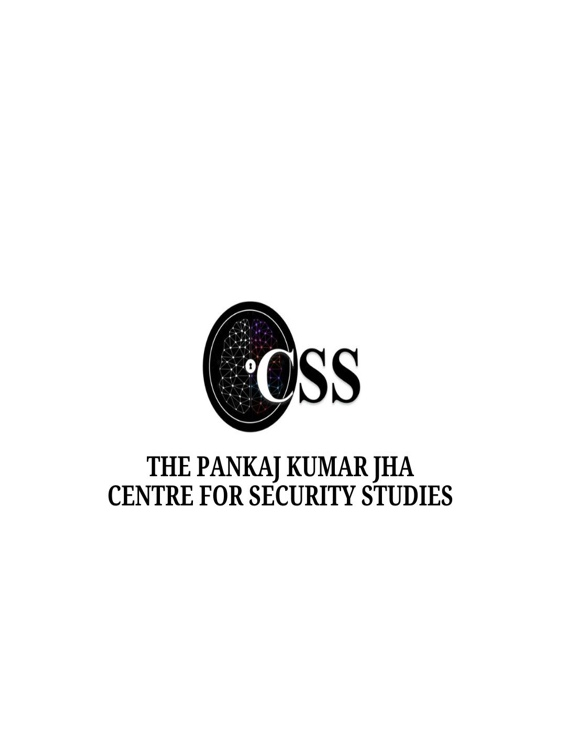 CSS
THE PANKAJ KUMAR JHA
CENTRE FOR SECURITY STUDIES